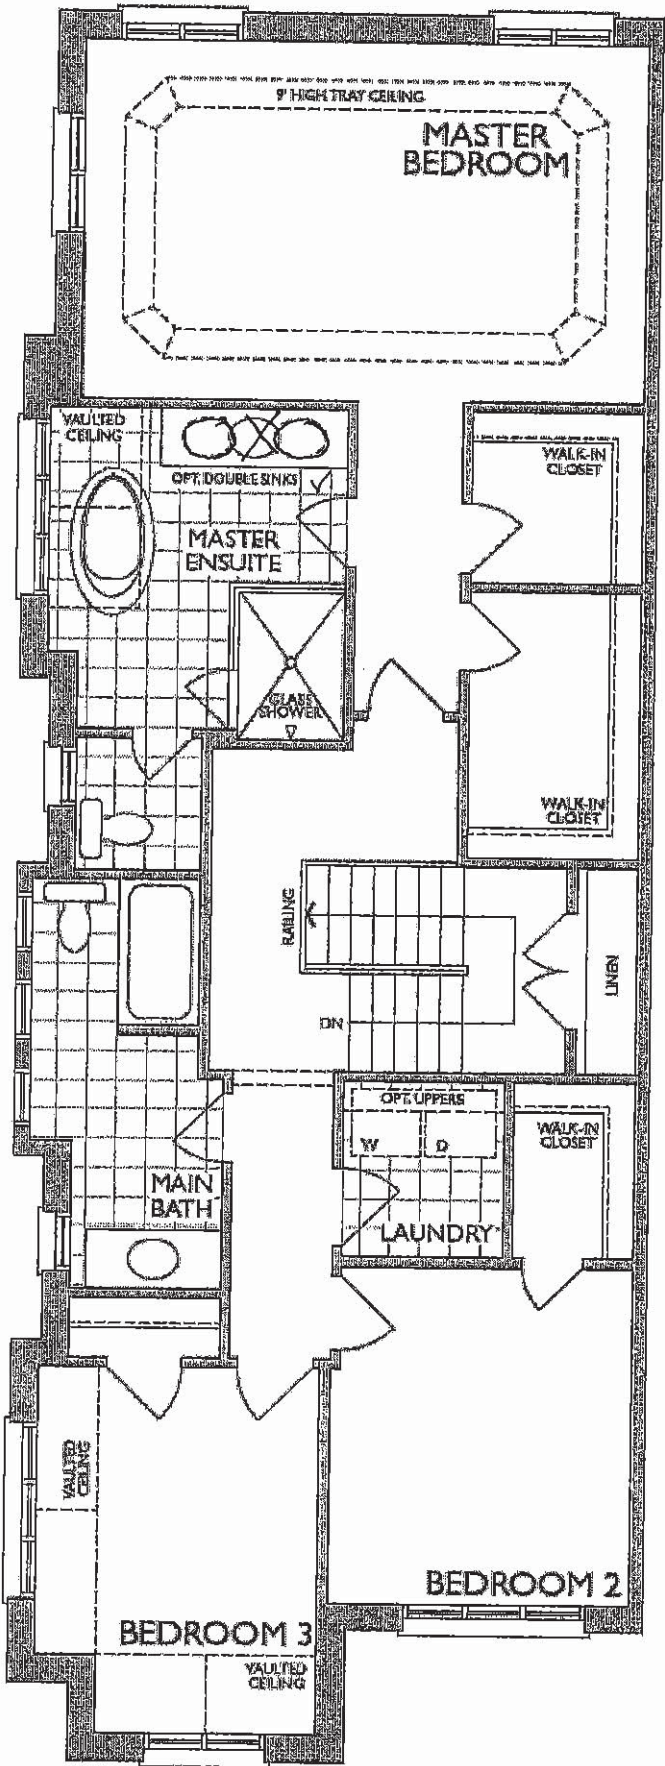 9' HIGH TRAY CEILING
MASTER
BEDROOM
VAULTED
CEILING
OPT. DOUBLE SINKS
WALK-IN
CLOSET
MASTER
ENSUITE
GLASS
SHOWER
WALK-IN
CLOSET
RAILING
LINEN
DN
OPT. UPPERS
W D
WALK-IN
CLOSET
MAIN
BATH
LAUNDRY
VAULTED
CEILING
BEDROOM 2
BEDROOM 3
VAULTED
CEILING